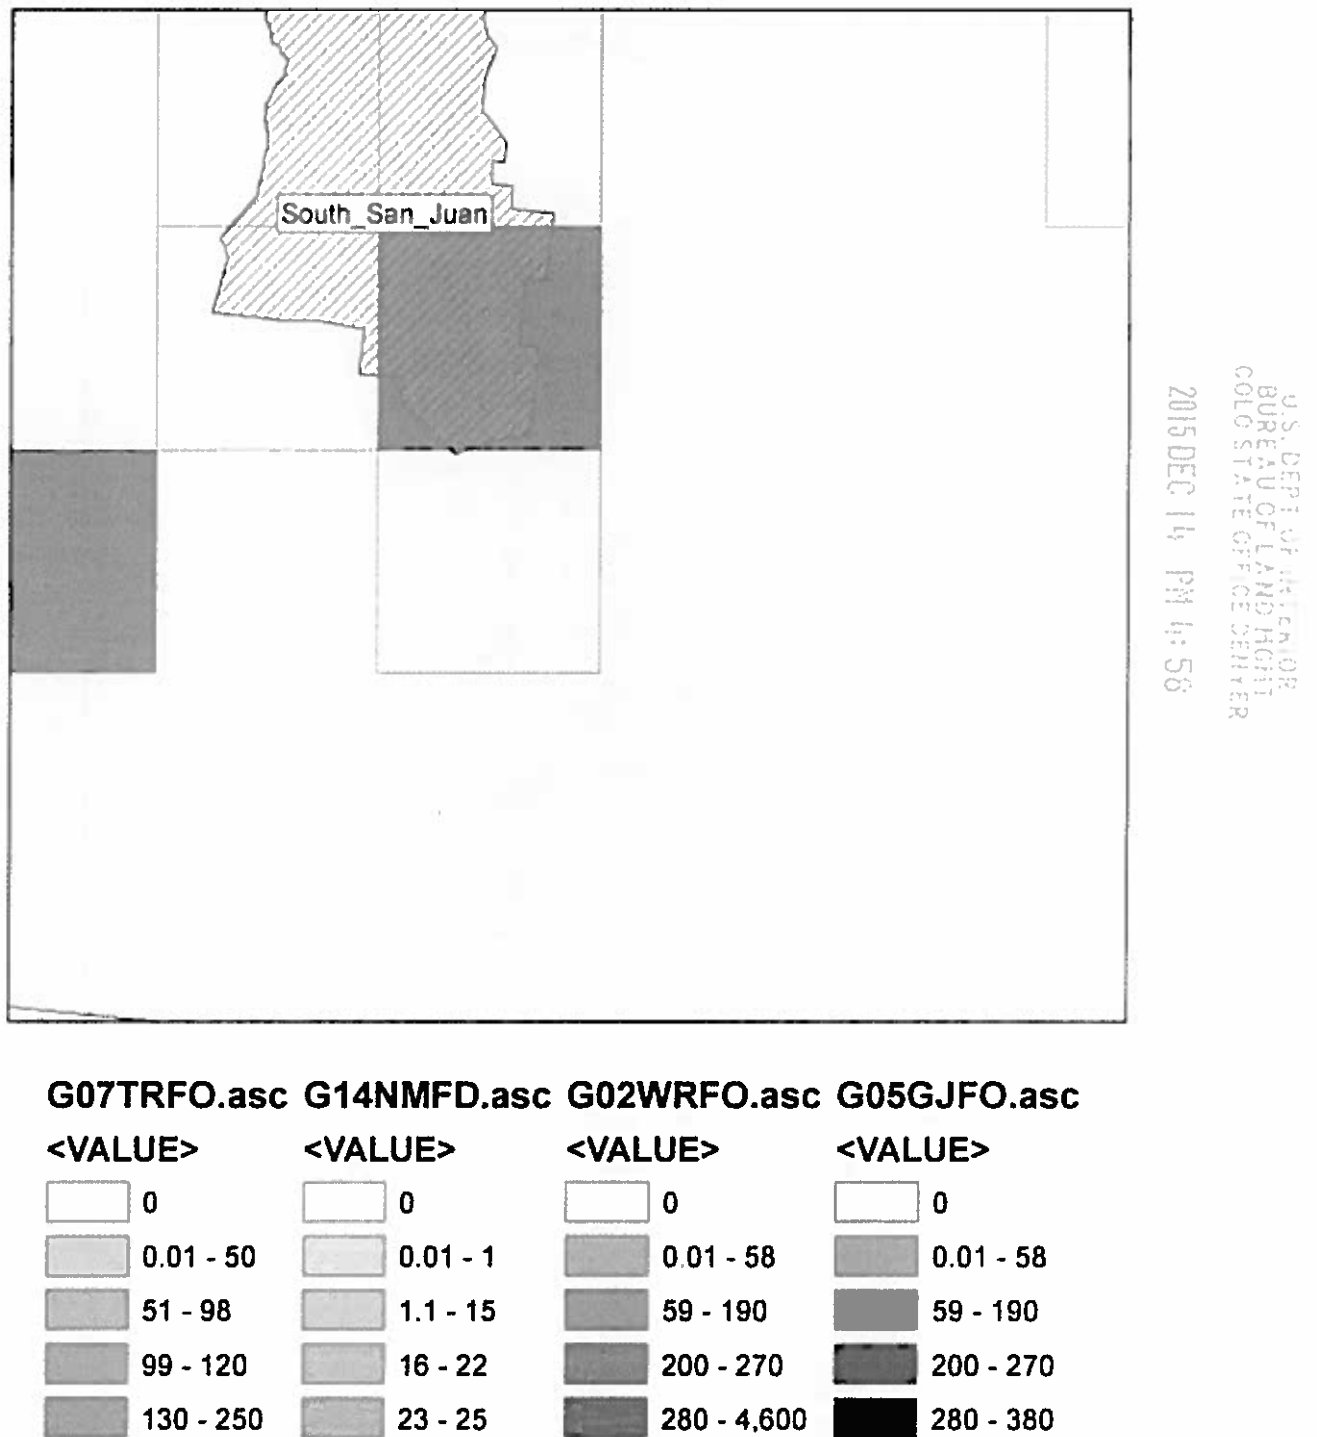 South_San_Juan
U.S. DEPT OF INTERIOR
BUREAU OF LAND MGMT
COLO STATE OFFICE DENVER
2015 DEC 14 PM 4:56
G07TRFO.asc G14NMFD.asc G02WRFO.asc G05GJFO.asc
<VALUE> <VALUE> <VALUE> <VALUE>
0 0 0 0
0.01 - 50 0.01 - 1 0.01 - 58 0.01 - 58
51 - 98 1.1 - 15 59 - 190 59 - 190
99 - 120 16 - 22 200 - 270 200 - 270
130 - 250 23 - 25 280 - 4,600 280 - 380